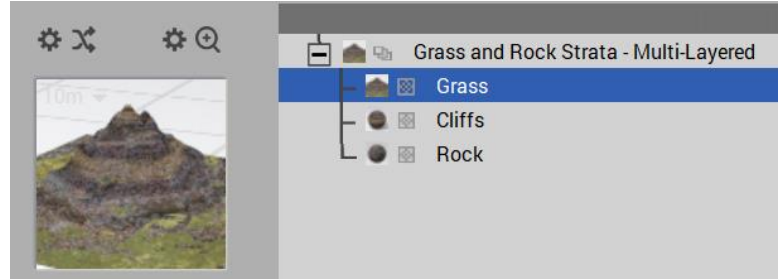 Grass and Rock Strata - Multi-Layered
10m
Grass
Cliffs
Rock